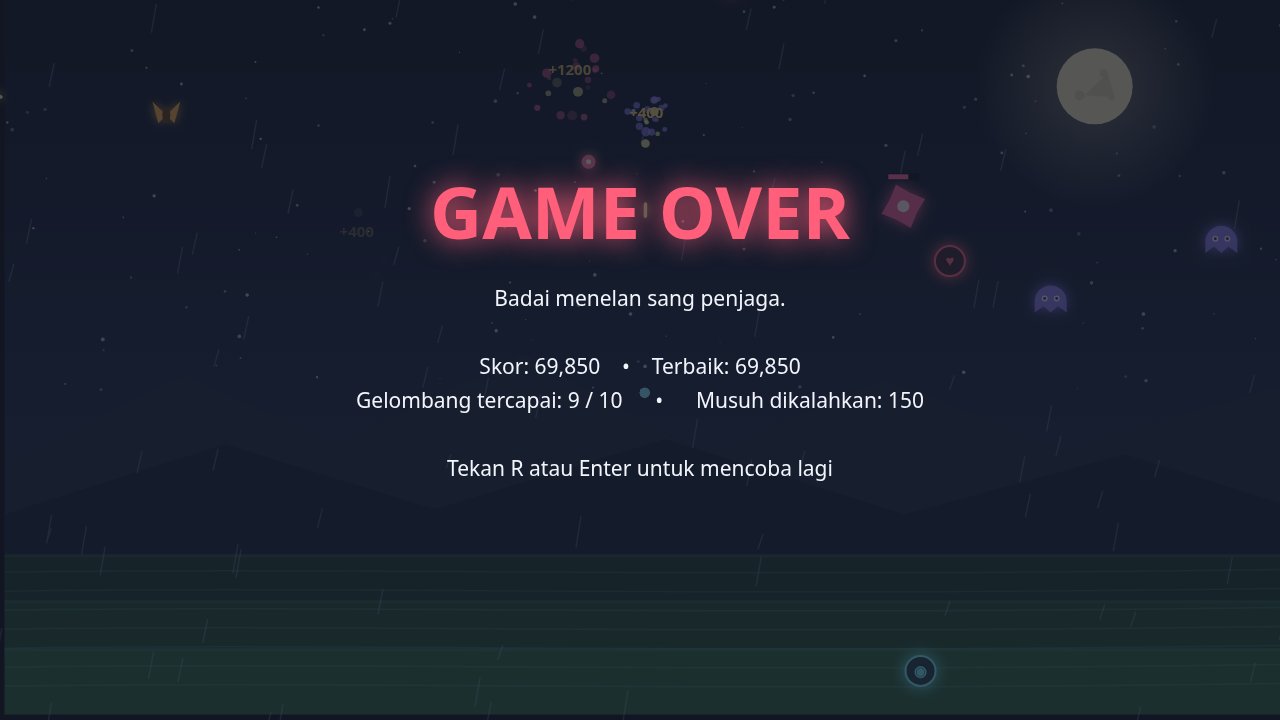 +1200
+400
+400
GAME OVER
Badai menelan sang penjaga.
Skor: 69,850 • Terbaik: 69,850
Gelombang tercapai: 9 / 10 • Musuh dikalahkan: 150
Tekan R atau Enter untuk mencoba lagi